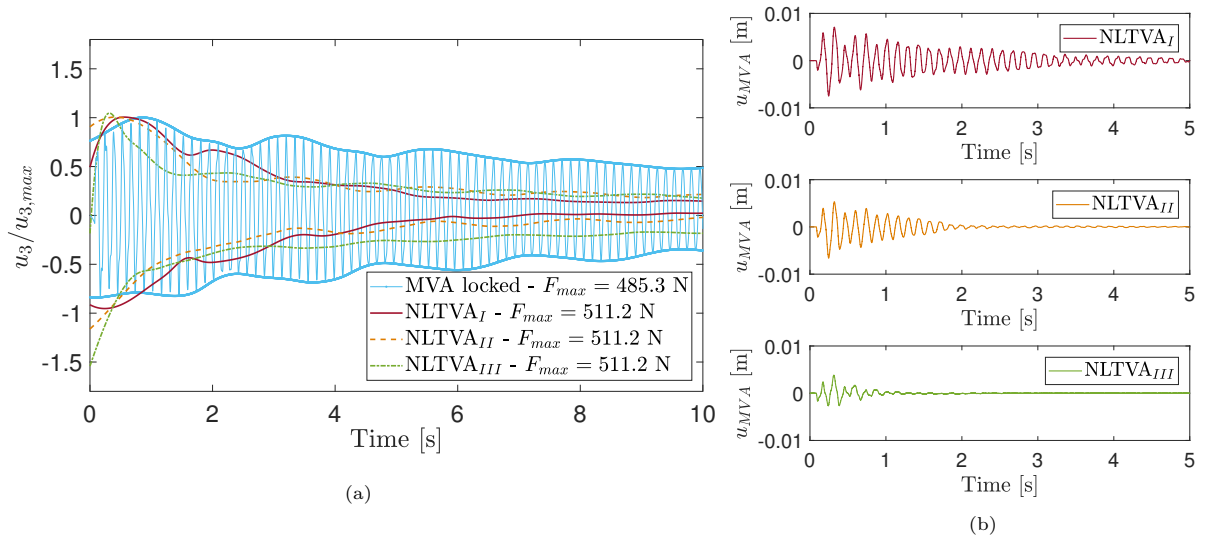 1.5
1
0.5
0
-0.5
-1
-1.5
u3/u3,max
0 2 4 6 8 10
Time [s]
MVA locked - Fmax = 485.3 N
NLTVAI - Fmax = 511.2 N
NLTVAII - Fmax = 511.2 N
NLTVAIII - Fmax = 511.2 N
(a)
0.01
0
-0.01
uMVA [m]
NLTVAI
0 1 2 3 4 5
Time [s]
0.01
0
-0.01
uMVA [m]
NLTVAII
0 1 2 3 4 5
Time [s]
0.01
0
-0.01
uMVA [m]
NLTVAIII
0 1 2 3 4 5
Time [s]
(b)